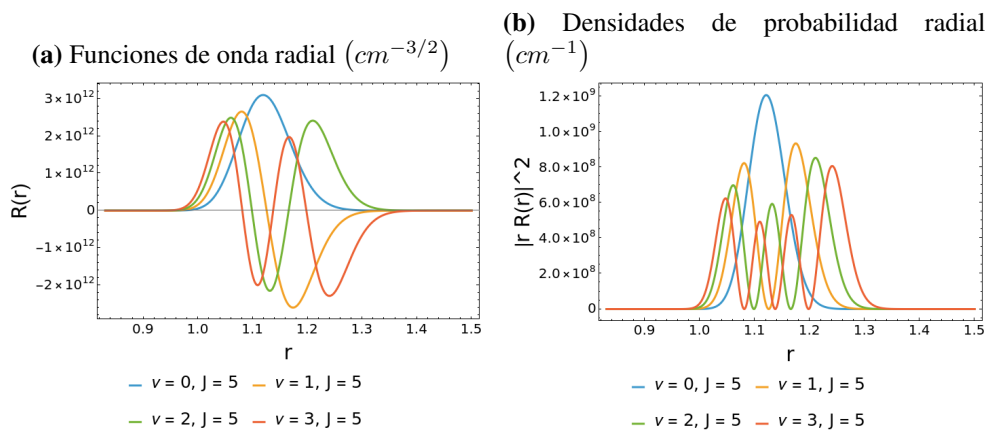 (a) Funciones de onda radial (cm^{-3/2})
3×10^{12}
2×10^{12}
1×10^{12}
0
-1×10^{12}
-2×10^{12}
R(r)
0.9 1.0 1.1 1.2 1.3 1.4 1.5
r
v = 0, J = 5 v = 1, J = 5
v = 2, J = 5 v = 3, J = 5
(b) Densidades de probabilidad radial
(cm^{-1})
1.2×10^9
1.0×10^9
8.0×10^8
6.0×10^8
4.0×10^8
2.0×10^8
0
|r R(r)|^2
0.9 1.0 1.1 1.2 1.3 1.4 1.5
r
v = 0, J = 5 v = 1, J = 5
v = 2, J = 5 v = 3, J = 5